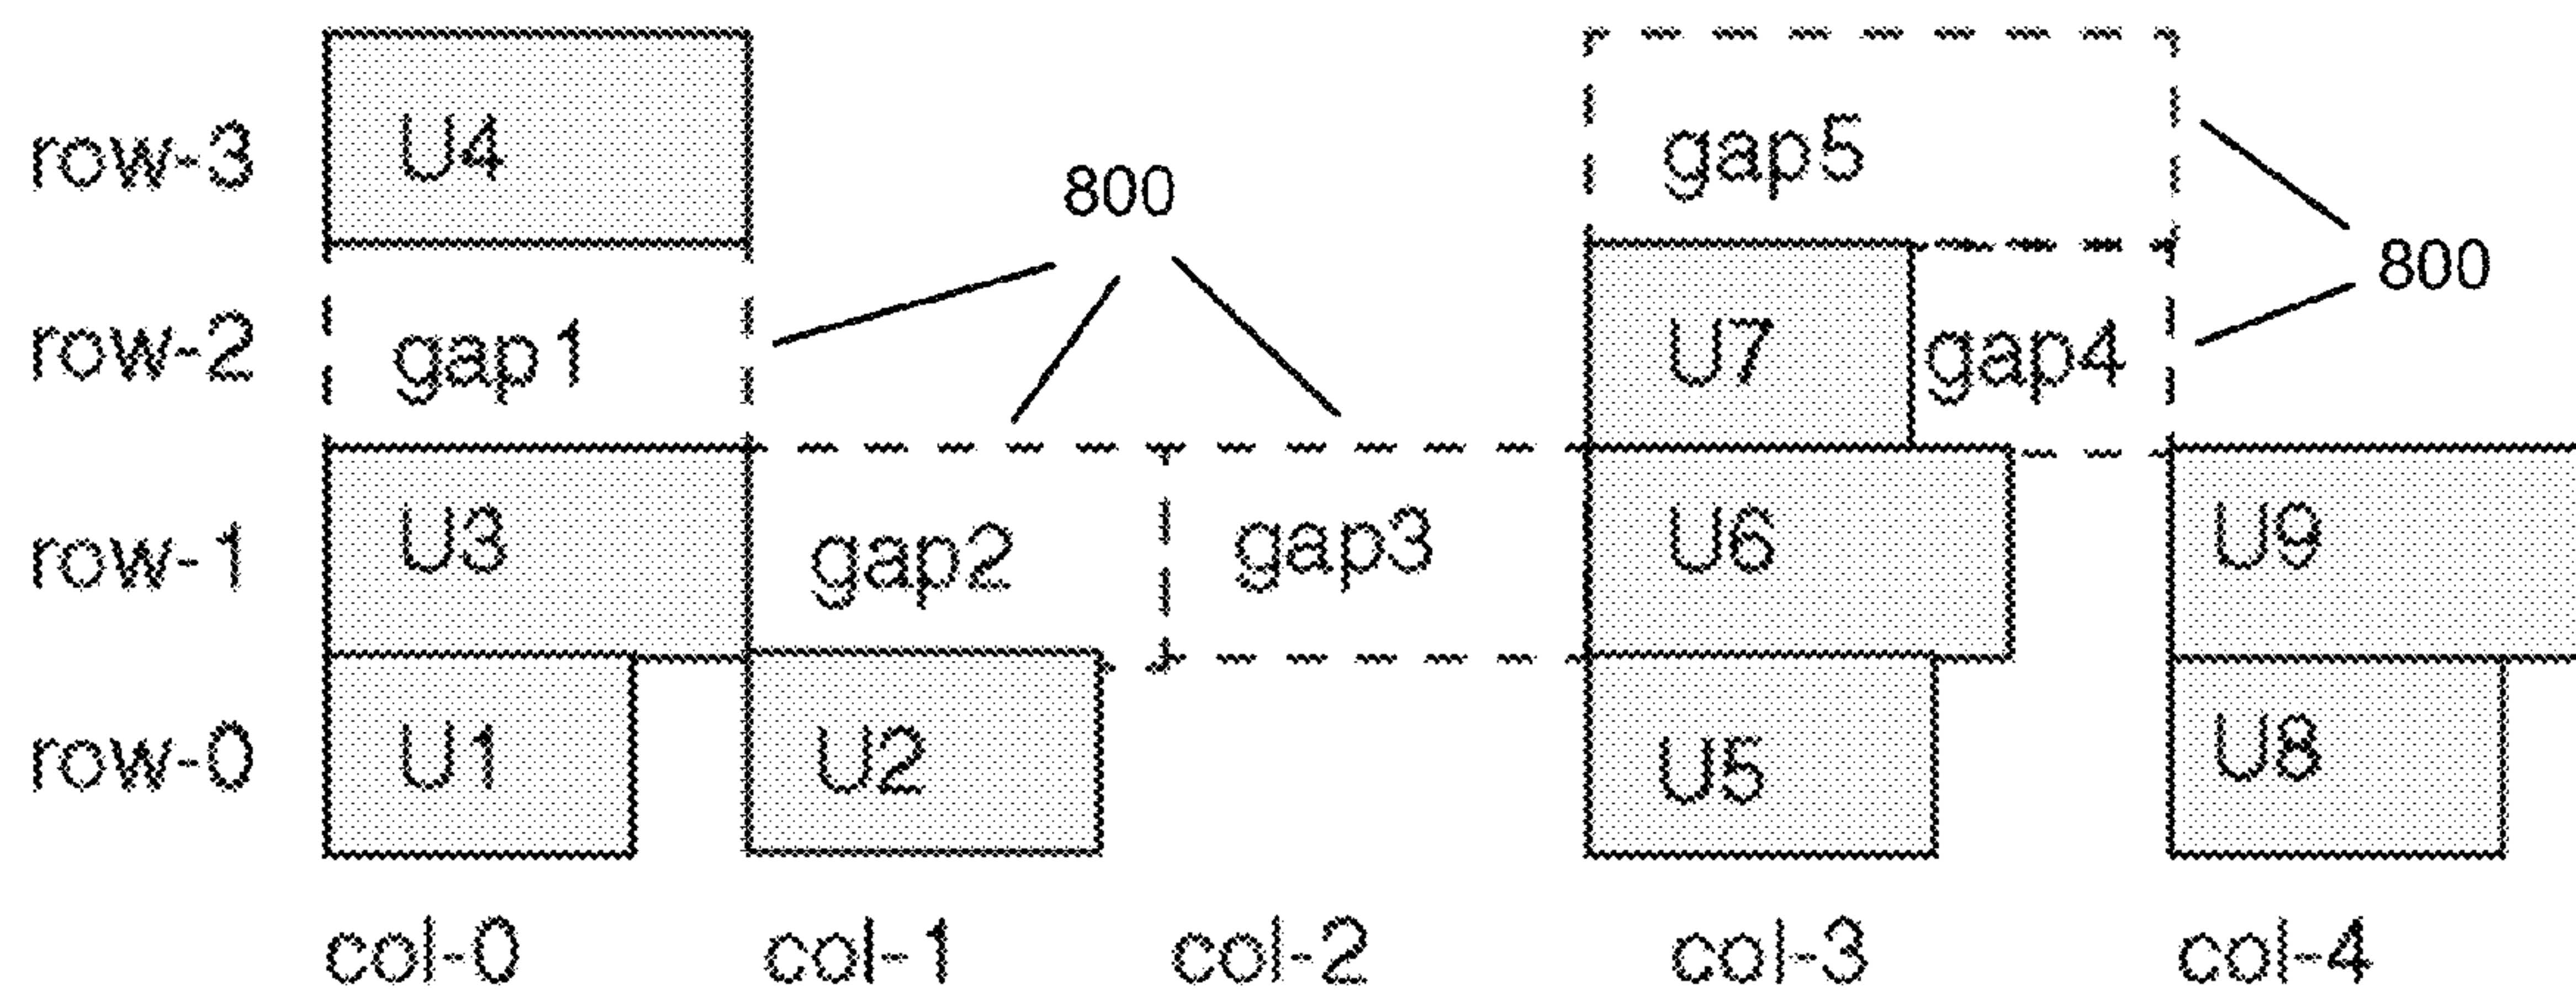 row-3 U4 800 gap5
row-2 gap1 U7 gap4 800
row-1 U3 gap2 gap3 U6 U9
row-0 U1 U2 U5 U8
col-0 col-1 col-2 col-3 col-4